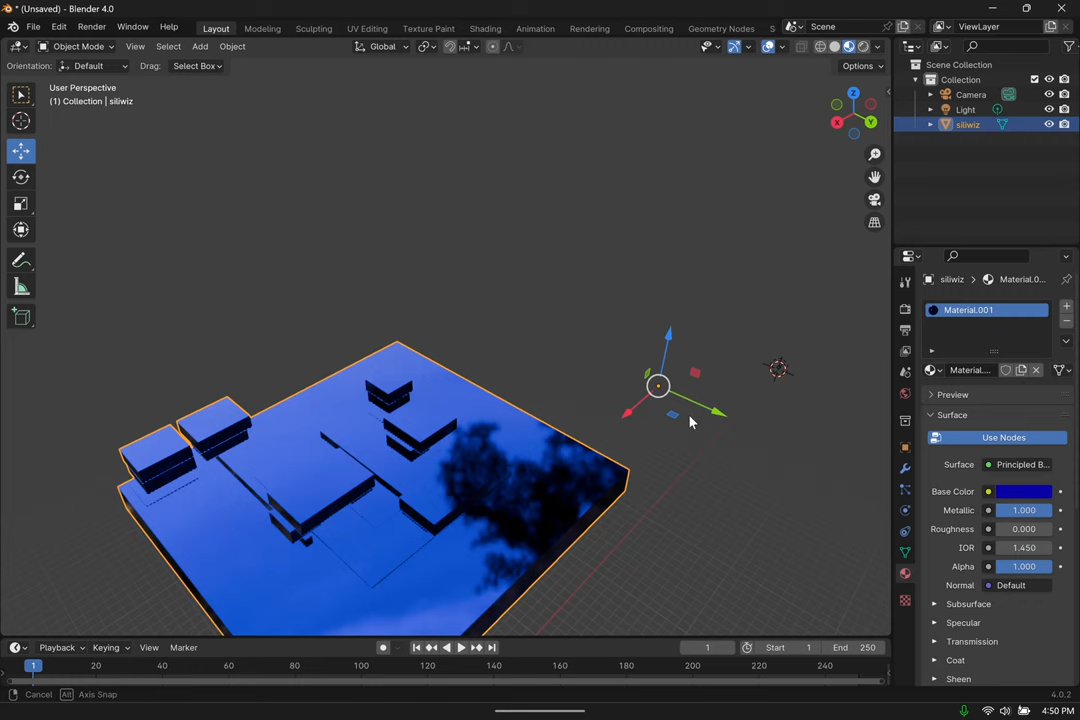 * (Unsaved) - Blender 4.0
File Edit Render Window Help Layout Modeling Sculpting UV Editing Texture Paint Shading Animation Rendering Compositing Geometry Nodes S Scene ViewLayer
Object Mode View Select Add Object Global
Orientation: Default Drag: Select Box Options
User Perspective
(1) Collection | siliwiz
Z
X
Y
Scene Collection
Collection
Camera
Light
siliwiz
siliwiz > Material.0...
Material.001
Material....
Preview
Surface
Use Nodes
Surface Principled B...
Base Color
Metallic 1.000
Roughness 0.000
IOR 1.450
Alpha 1.000
Normal Default
Subsurface
Specular
Transmission
Coat
Sheen
Playback Keying View Marker 1 Start 1 End 250
1 20 40 60 80 100 120 140 160 180 200 220 240
Cancel Alt Axis Snap 4.0.2
4:50 PM